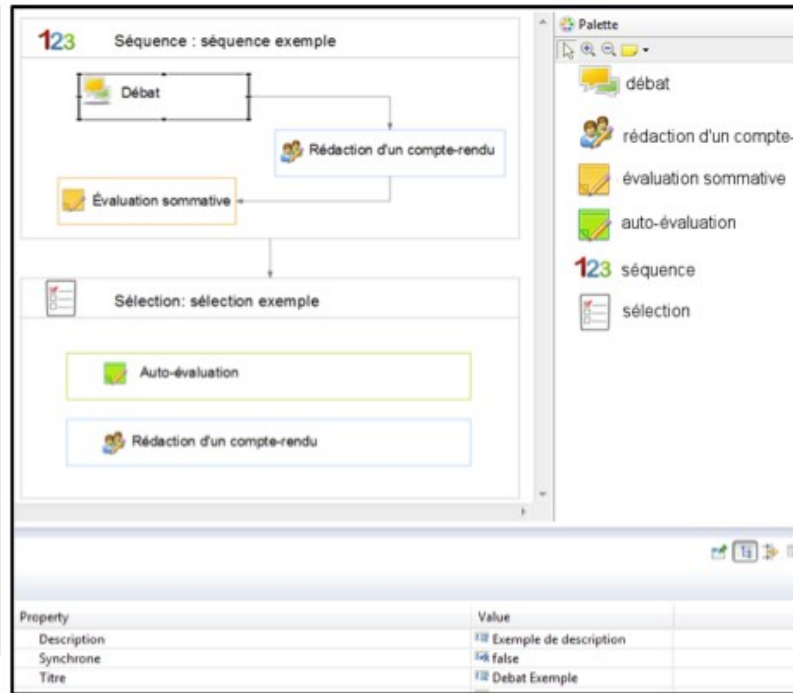 123 Séquence : séquence exemple
Débat
Rédaction d'un compte-rendu
Évaluation sommative
Sélection: sélection exemple
Auto-évaluation
Rédaction d'un compte-rendu
Palette
débat
rédaction d'un compte-
évaluation sommative
auto-évaluation
123 séquence
sélection
Property Value
Description Exemple de description
Synchrone false
Titre Debat Exemple